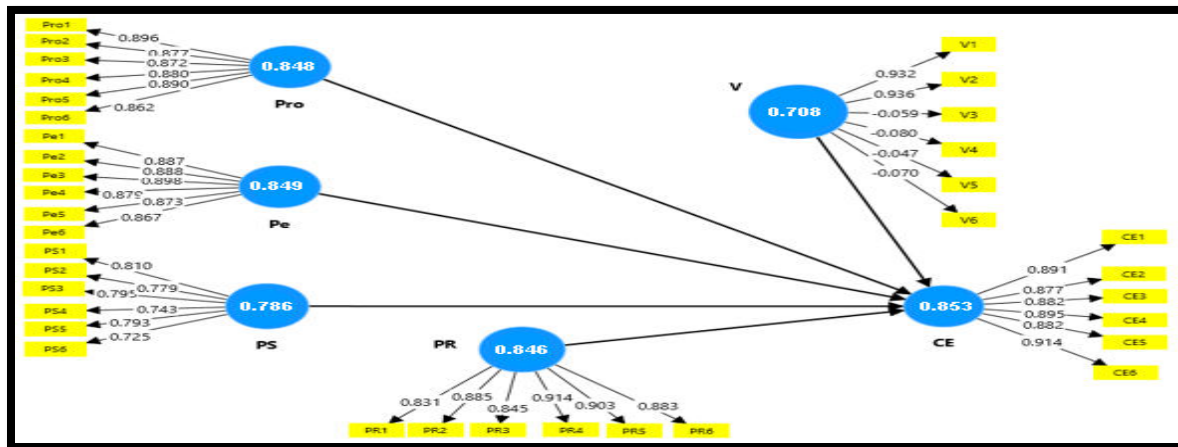 Pro1
Pro2
Pro3
Pro4
Pro5
Pro6
0.896
0.877
0.872
0.880
0.890
0.862
0.848
Pro
Pe1
Pe2
Pe3
Pe4
Pe5
Pe6
0.887
0.888
0.898
0.879
0.873
0.867
0.849
Pe
PS1
PS2
PS3
PS4
PS5
PS6
0.810
0.779
0.795
0.743
0.793
0.725
0.786
PS
PR
0.846
0.831
0.885
0.845
0.914
0.903
0.883
PR1
PR2
PR3
PR4
PR5
PR6
V
0.708
0.932
0.936
-0.059
-0.080
-0.047
-0.070
V1
V2
V3
V4
V5
V6
0.853
CE
0.891
0.877
0.882
0.895
0.882
0.914
CE1
CE2
CE3
CE4
CE5
CE6